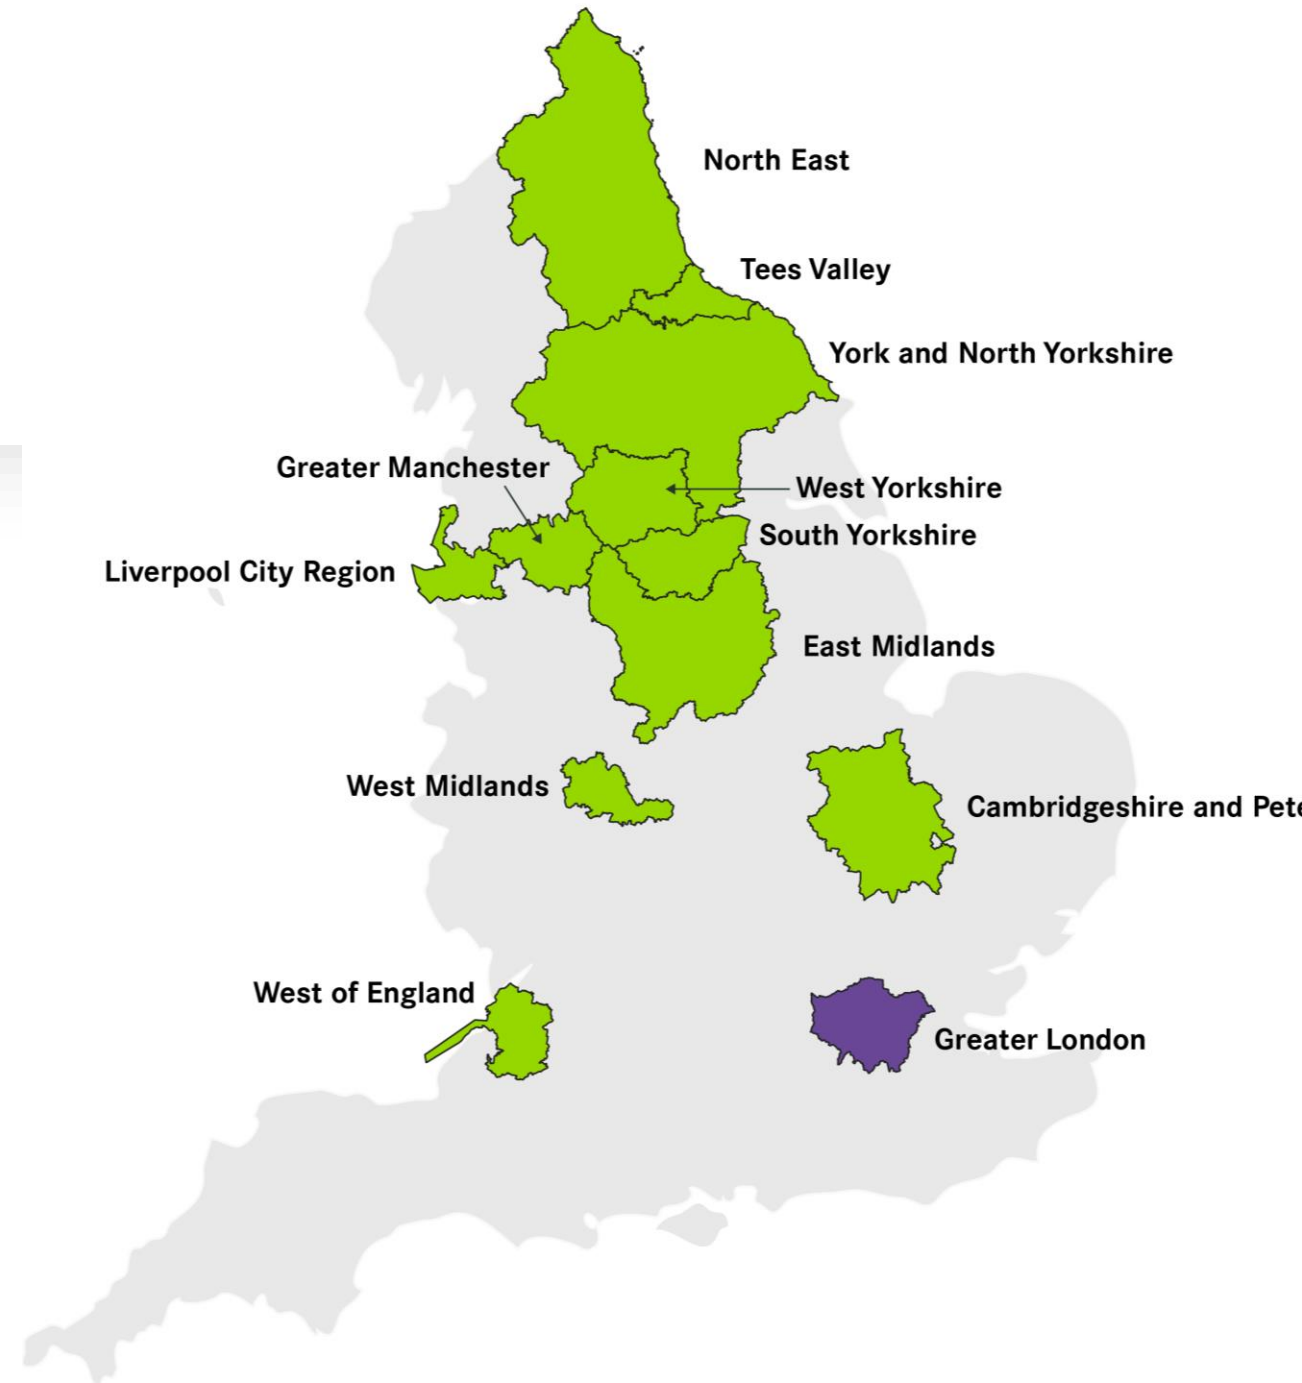 North East
Tees Valley
York and North Yorkshire
Greater Manchester
West Yorkshire
South Yorkshire
Liverpool City Region
East Midlands
West Midlands
Cambridgeshire and
West of England
Greater London